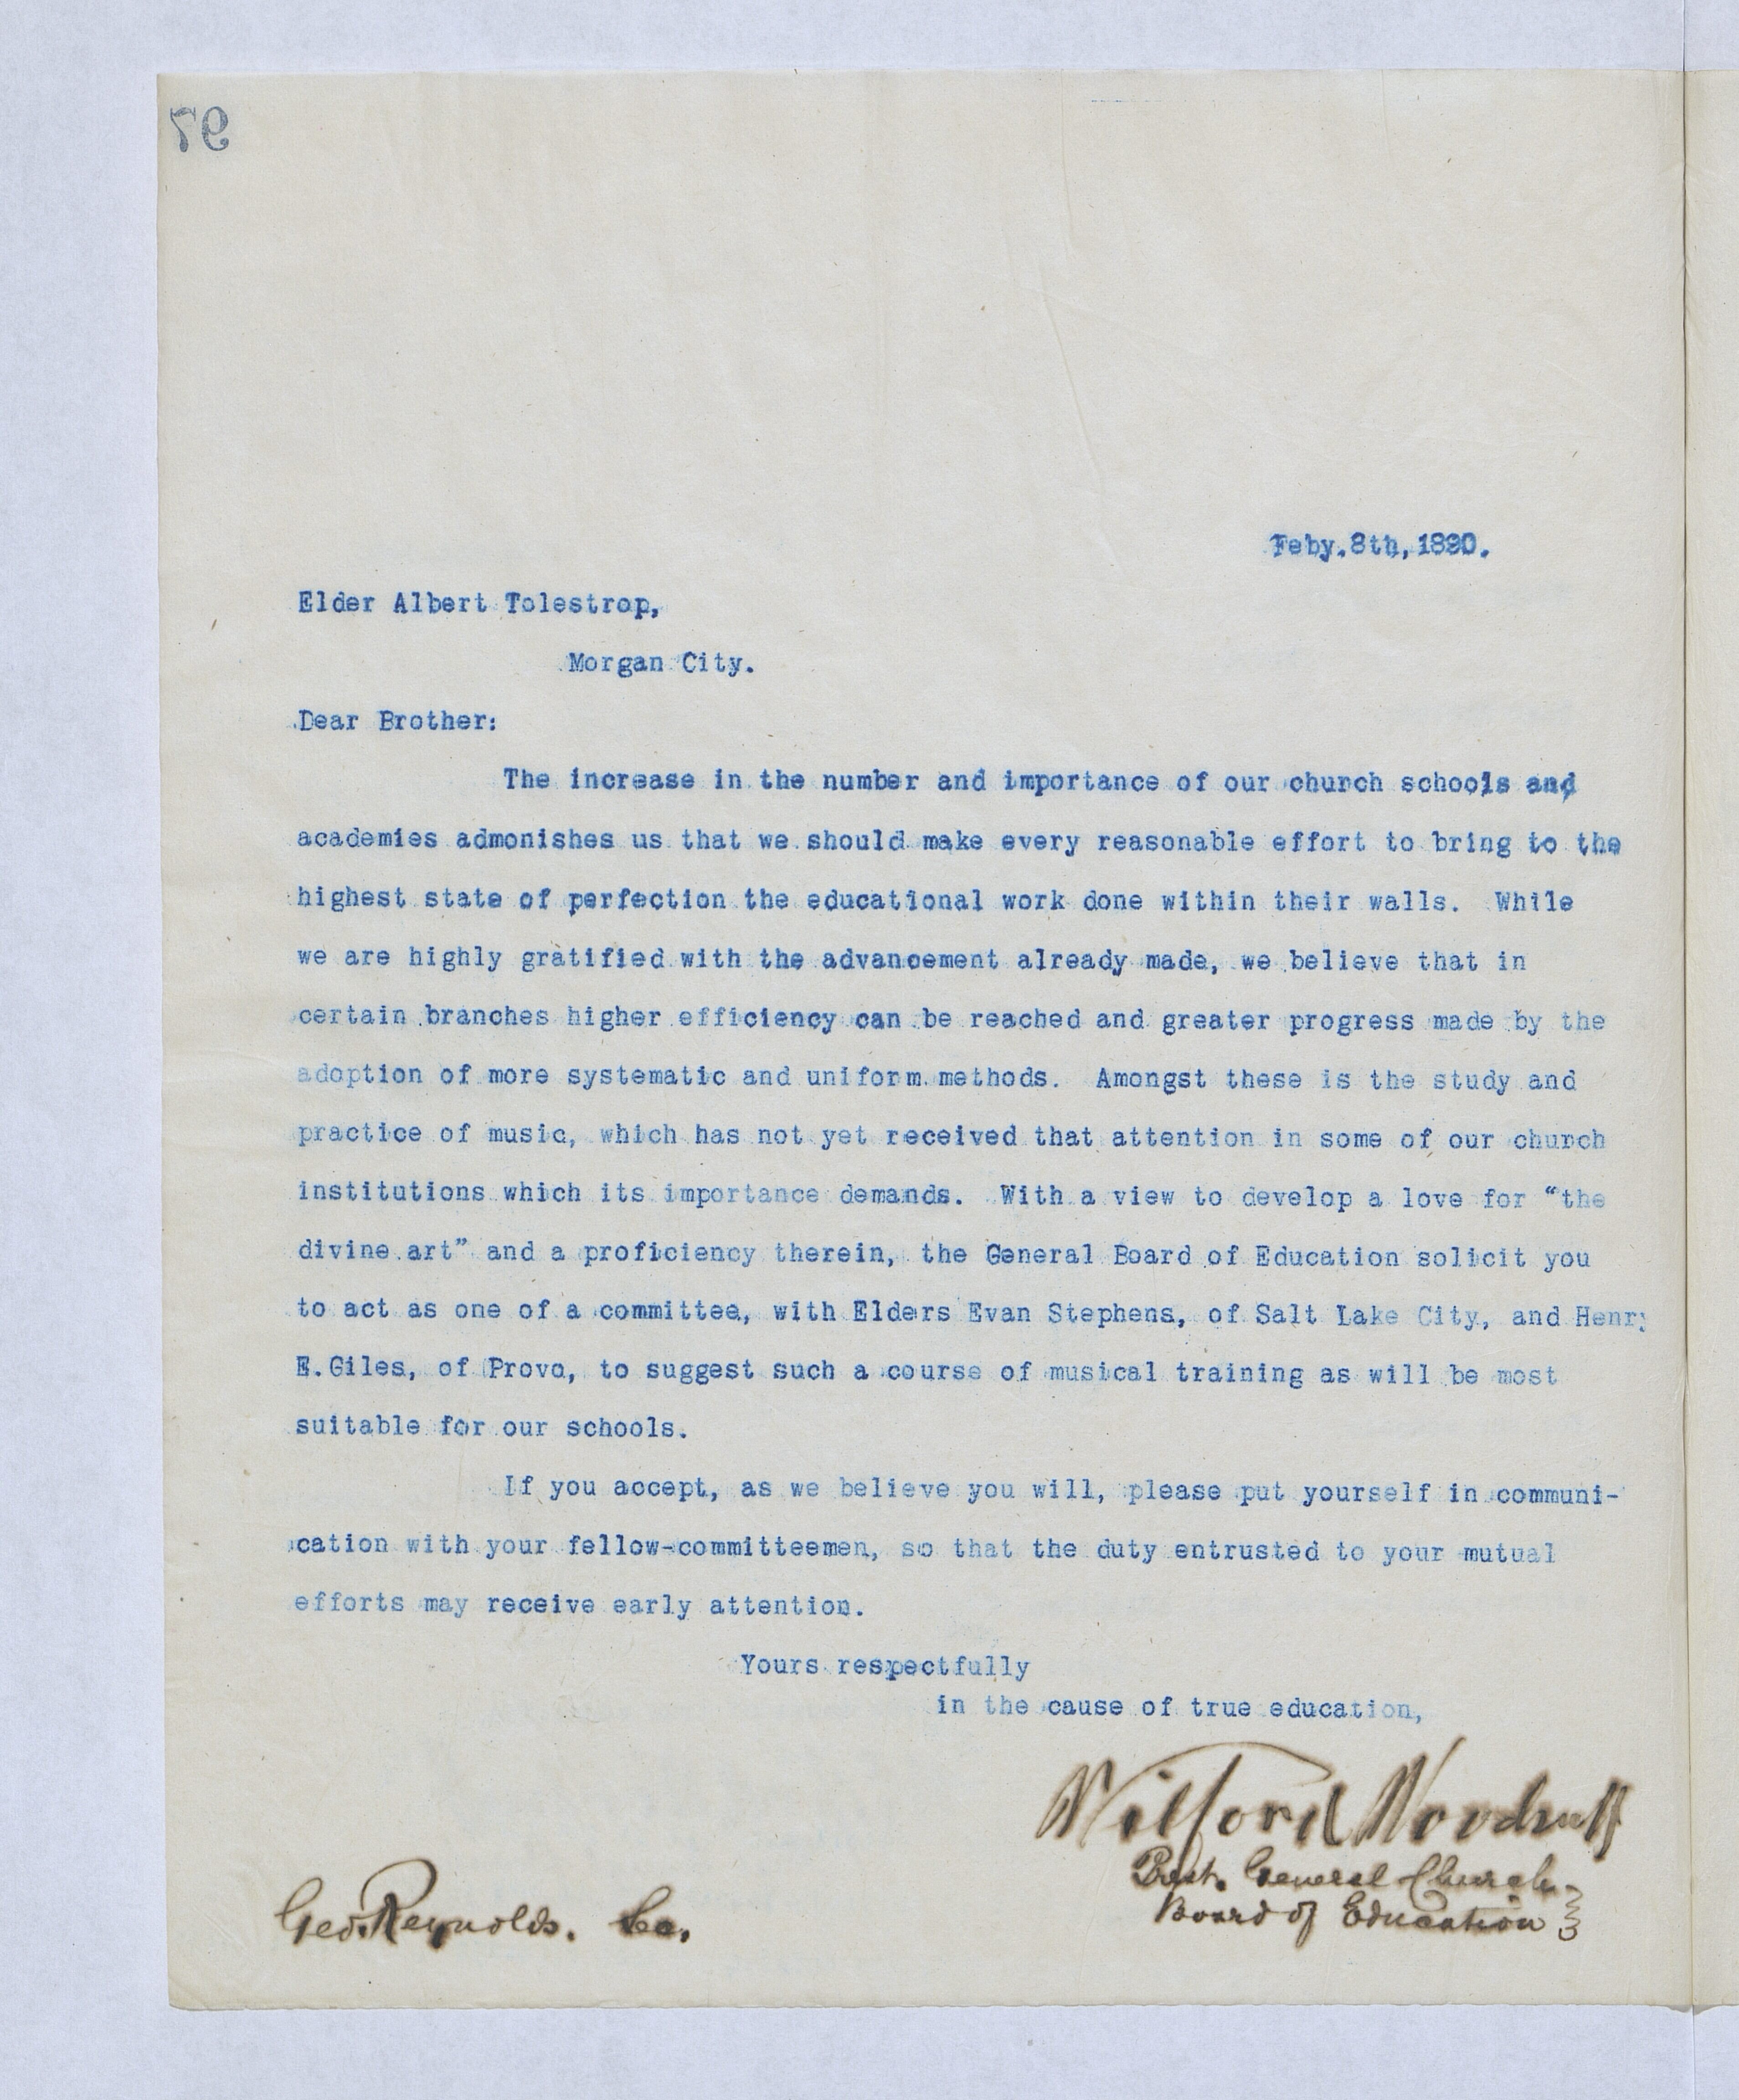 97
Feby.8th,1890.
Elder Albert Tolestrop,
Morgan City.
Dear Brother:
The increase in the number and importance of our church schools and
academies admonishes us that we should make every reasonable effort to bring to the
highest state of perfection the educational work done within their walls. While
we are highly gratified with the advancement already made, we believe that in
certain branches higher efficiency can be reached and greater progress made by the
adoption of more systematic and uniform methods. Amongst these is the study and
practice of music, which has not yet received that attention in some of our church
institutions which its importance demands. With a view to develop a love for “the
divine art” and a proficiency therein, the General Board of Education solicit you
to act as one of a committee, with Elders Evan Stephens, of Salt Lake City, and Henry
E.Giles, of Provo, to suggest such a course of musical training as will be most
suitable for our schools.
If you accept, as we believe you will, please put yourself in communi-
cation with your fellow-committeemen, so that the duty entrusted to your mutual
efforts may receive early attention.
Yours respectfully
in the cause of true education,
Wilford Woodruff
Prest. General Church
Board of Education
Geo. Reynolds.